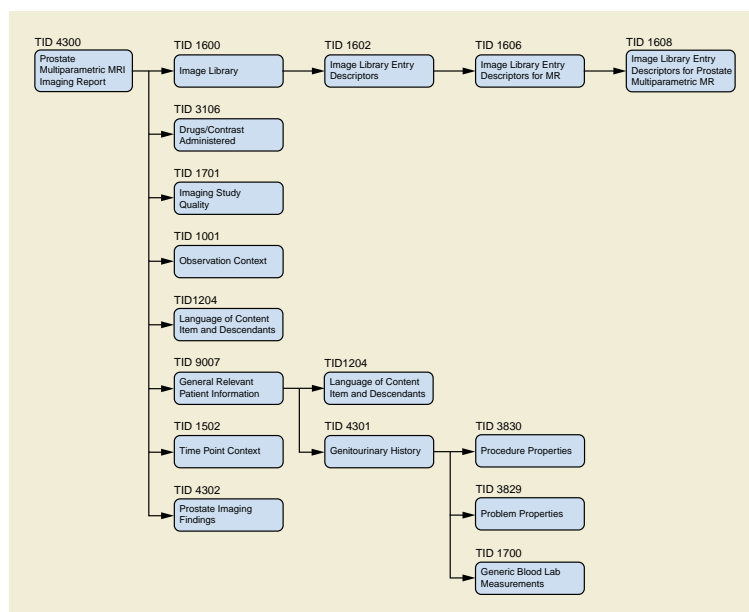 TID 4300
Prostate
Multiparametric MRI
Imaging Report
TID 1600
Image Library
TID 1602
Image Library Entry
Descriptors
TID 1606
Image Library Entry
Descriptors for MR
TID 1608
Image Library Entry
Descriptors for Prostate
Multiparametric MR
TID 3106
Drugs/Contrast
Administered
TID 1701
Imaging Study
Quality
TID 1001
Observation Context
TID1204
Language of Content
Item and Descendants
TID 9007
General Relevant
Patient Information
TID1204
Language of Content
Item and Descendants
TID 1502
Time Point Context
TID 4301
Genitourinary History
TID 3830
Procedure Properties
TID 4302
Prostate Imaging
Findings
TID 3829
Problem Properties
TID 1700
Generic Blood Lab
Measurements